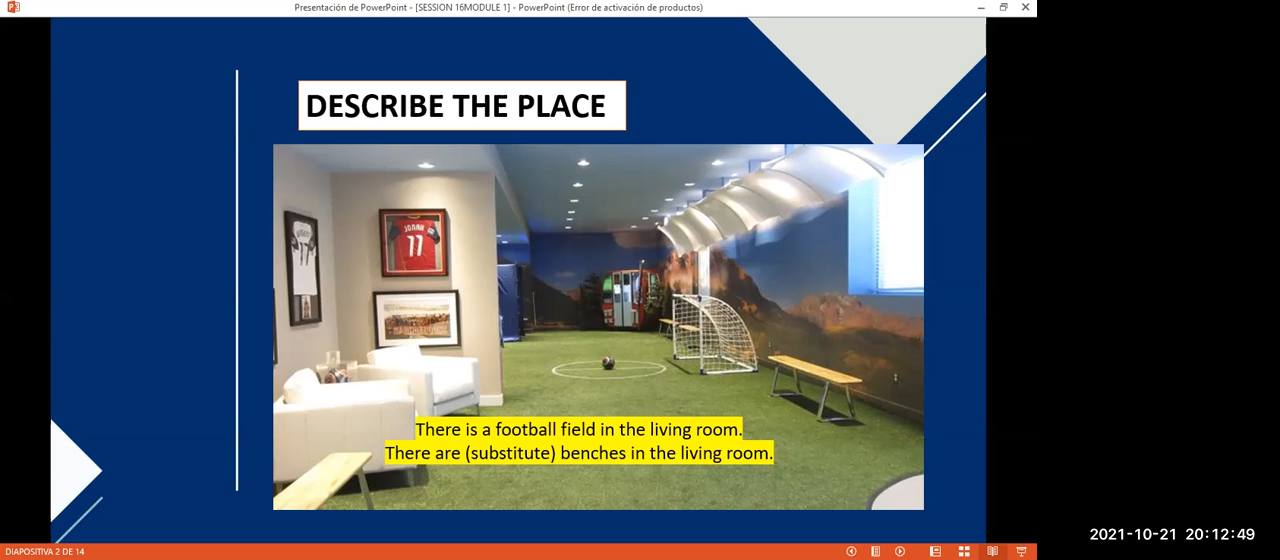 Presentación de PowerPoint - [SESSION 16MODULE 1] - PowerPoint (Error de activación de productos)
DESCRIBE THE PLACE
JOANN
11
There is a football field in the living room.
There are (substitute) benches in the living room.
2021-10-21 20:12:49
DIAPOSITIVA 2 DE 14